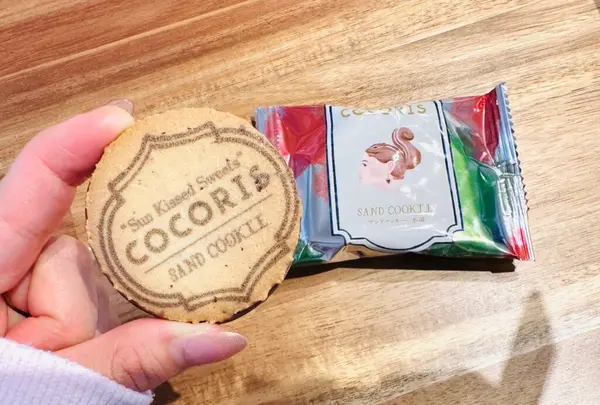 "Sun Kissed Sweets"
COCORIS
SAND COOKIE
COCORIS
SAND COOKIE